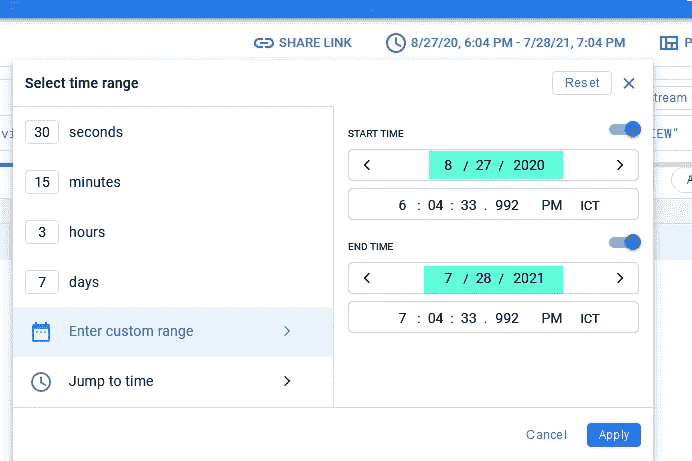 SHARE LINK 8/27/20, 6:04 PM - 7/28/21, 7:04 PM P
Select time range Reset
30 seconds
15 minutes
3 hours
7 days
Enter custom range
Jump to time
START TIME
8 / 27 / 2020
6 : 04 : 33 . 992 PM ICT
END TIME
7 / 28 / 2021
7 : 04 : 33 . 992 PM ICT
Cancel Apply
vi
tream
IEW"
A